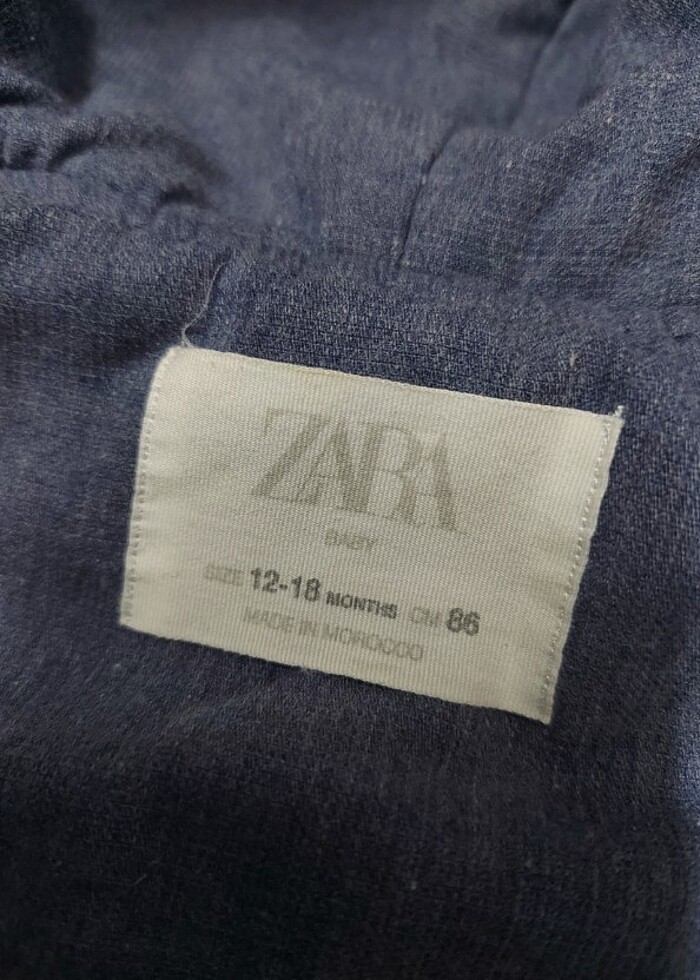 ZARA
BABY
SIZE 12-18 MONTHS CM 86
MADE IN MOROCCO